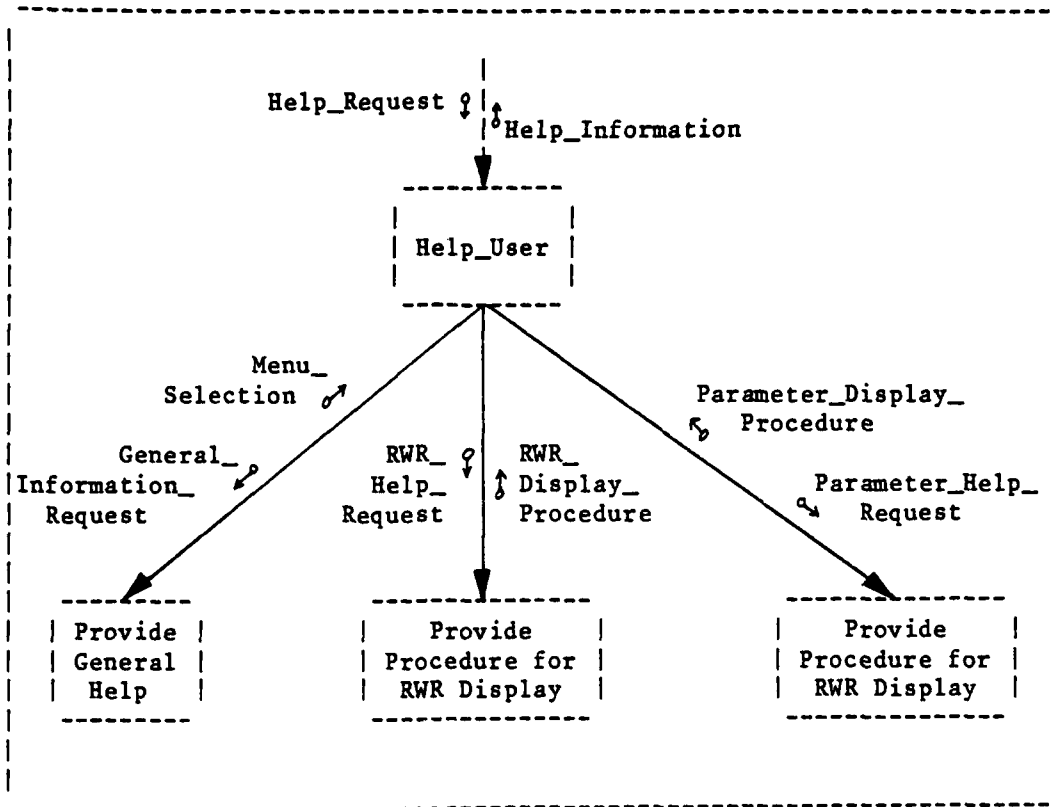 Help_Request
Help_Information
Help_User
Menu_
Selection
General_
Information_
Request
RWR_
Help_
Request
RWR_
Display_
Procedure
Parameter_Display_
Procedure
Parameter_Help_
Request
Provide
General
Help
Provide
Procedure for
RWR Display
Provide
Procedure for
RWR Display